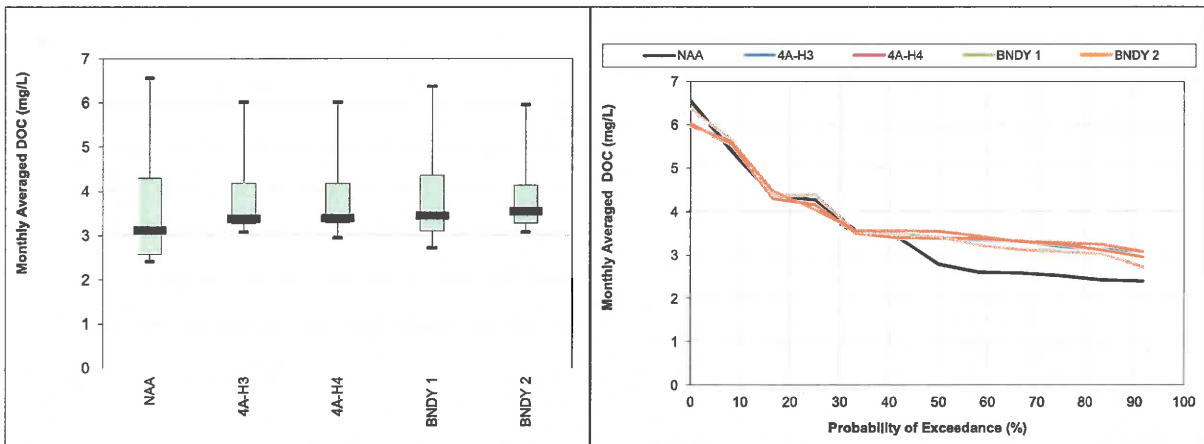 Monthly Averaged DOC (mg/L)
7
6
5
4
3
2
1
0
NAA
4A-H3
4A-H4
BNDY 1
BNDY 2
NAA
4A-H3
4A-H4
BNDY 1
BNDY 2
Monthly Averaged DOC (mg/L)
7
6
5
4
3
2
1
0
0 10 20 30 40 50 60 70 80 90 100
Probability of Exceedance (%)